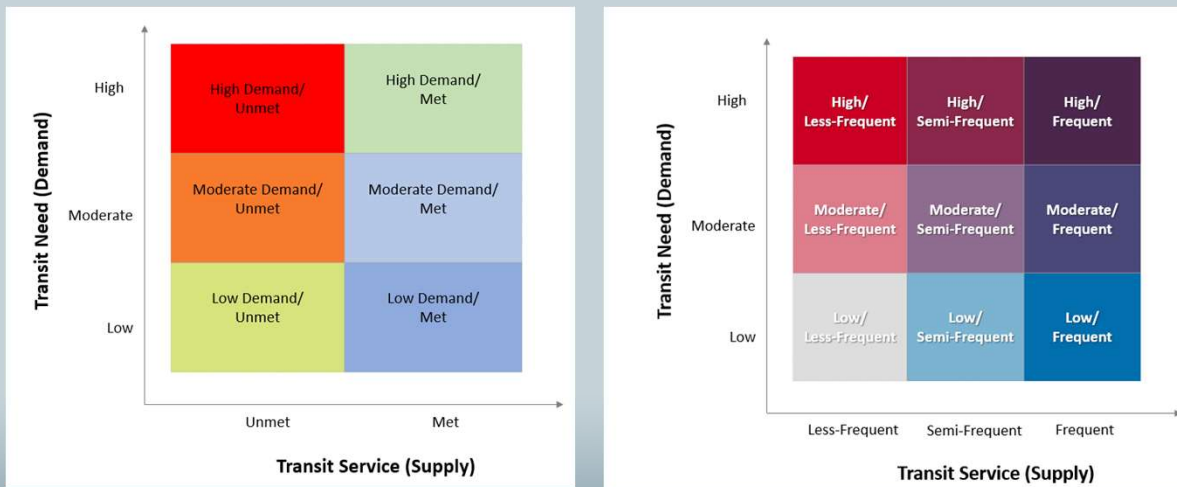 Transit Need (Demand)
High
Moderate
Low
High Demand/
Unmet
High Demand/
Met
Moderate Demand/
Unmet
Moderate Demand/
Met
Low Demand/
Unmet
Low Demand/
Met
Unmet
Met
Transit Service (Supply)
Transit Need (Demand)
High
Moderate
Low
High/
Less-Frequent
High/
Semi-Frequent
High/
Frequent
Moderate/
Less-Frequent
Moderate/
Semi-Frequent
Moderate/
Frequent
Low/
Less-Frequent
Low/
Semi-Frequent
Low/
Frequent
Less-Frequent
Semi-Frequent
Frequent
Transit Service (Supply)